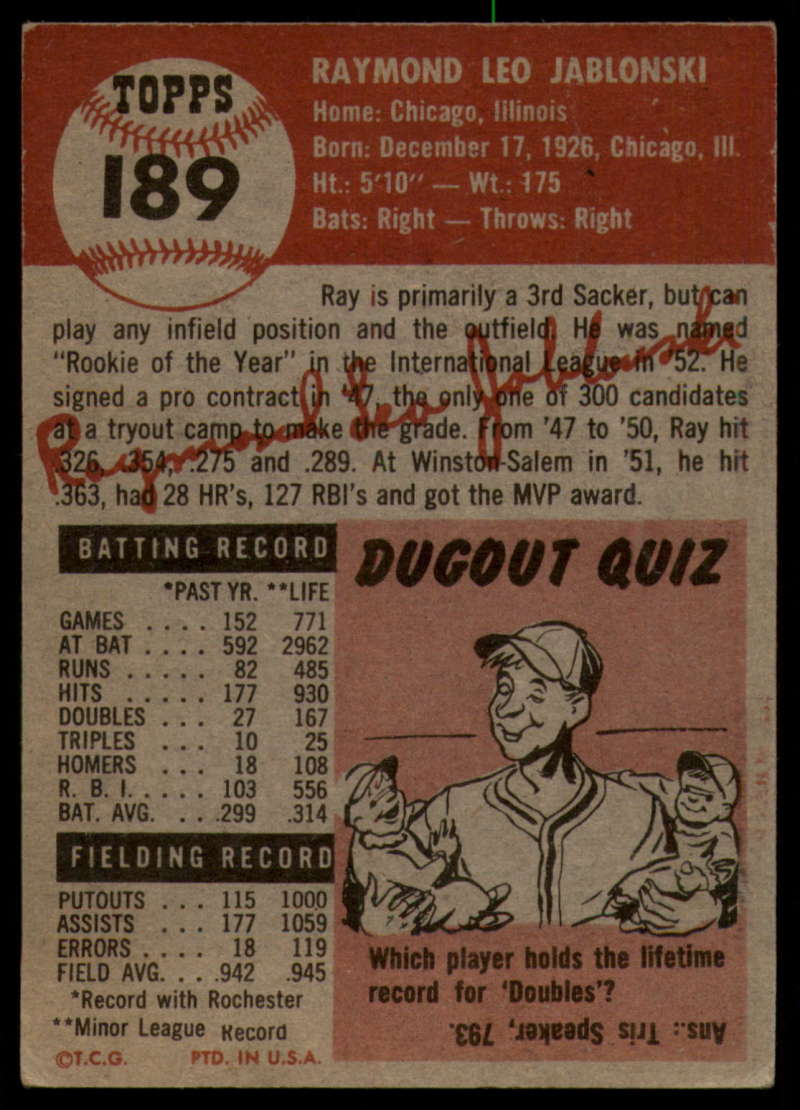 TOPPS
189
RAYMOND LEO JABLONSKI
Home: Chicago, Illinois
Born: December 17, 1926, Chicago, Ill.
Ht.: 5'10" — Wt.: 175
Bats: Right — Throws: Right
Ray is primarily a 3rd Sacker, but can
play any infield position and the outfield. He was named
"Rookie of the Year" in the International League in '52. He
signed a pro contract in '47, the only one of 300 candidates
at a tryout camp to make the grade. From '47 to '50, Ray hit
.326, .354, .275 and .289. At Winston-Salem in '51, he hit
.363, had 28 HR's, 127 RBI's and got the MVP award.
Raymond Leo Jablonski
BATTING RECORD
*PAST YR. **LIFE
GAMES . . . . 152 771
AT BAT . . . . 592 2962
RUNS . . . . . 82 485
HITS . . . . . 177 930
DOUBLES . . . 27 167
TRIPLES . . . 10 25
HOMERS . . . 18 108
R. B. I. . . . . . 103 556
BAT. AVG. . . . .299 .314
FIELDING RECORD
PUTOUTS . . . 115 1000
ASSISTS . . . 177 1059
ERRORS . . . . 18 119
FIELD AVG. . . . .942 .945
*Record with Rochester
**Minor League Record
©T.C.G. PTD. IN U.S.A.
DUGOUT QUIZ
Which player holds the lifetime
record for 'Doubles'?
Ans.: Tris Speaker, 793.